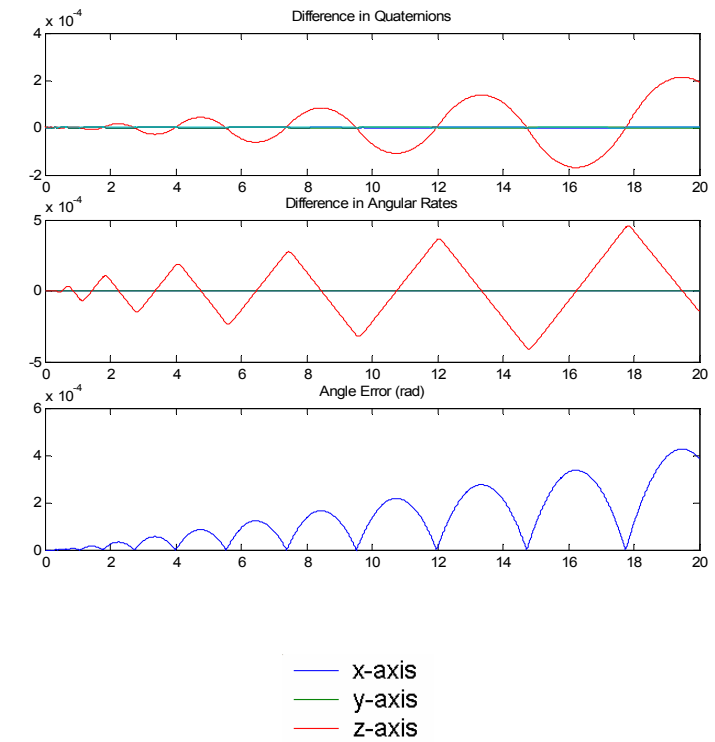 Difference in Quaternions
x 10-4
4
2
0
-2
0 2 4 6 8 10 12 14 16 18 20
Difference in Angular Rates
x 10-4
5
0
-5
0 2 4 6 8 10 12 14 16 18 20
Angle Error (rad)
x 10-4
6
4
2
0
0 2 4 6 8 10 12 14 16 18 20
x-axis
y-axis
z-axis